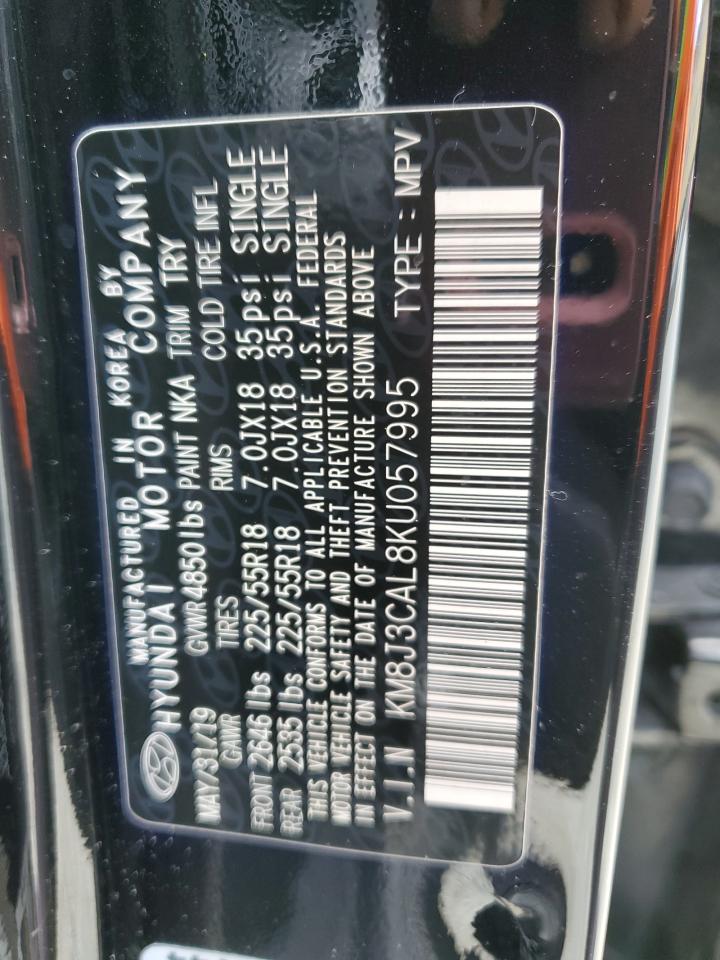 MANUFACTURED IN KOREA BY
HYUNDAI MOTOR COMPANY
MAY/31/19 GVWR 4850lbs PAINT NKA TRIM TRY
GAWR TIRES RIMS COLD TIRE INFL
FRONT 2646 lbs 225/55R18 7.0JX18 35psi SINGLE
REAR 2535 lbs 225/55R18 7.0JX18 35psi SINGLE
THIS VEHICLE CONFORMS TO ALL APPLICABLE U.S.A. FEDERAL
MOTOR VEHICLE SAFETY AND THEFT PREVENTION STANDARDS
IN EFFECT ON THE DATE OF MANUFACTURE SHOWN ABOVE
V.I.N KM8J3CAL8KU057995 TYPE : MPV